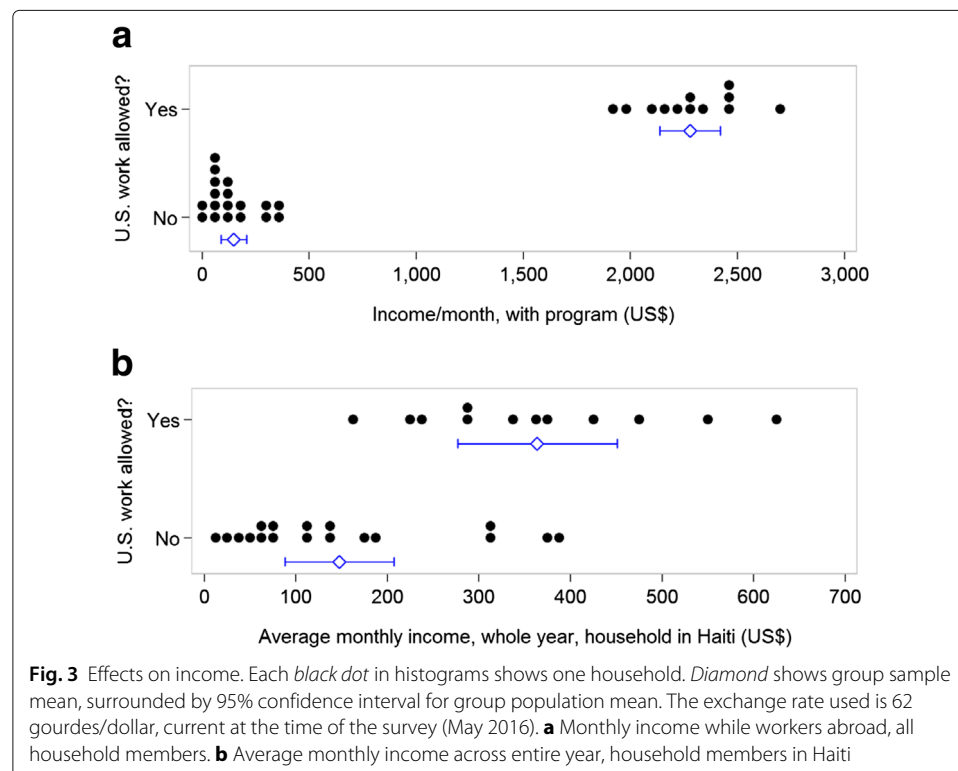 a
U.S. work allowed?
Yes
No
0 500 1,000 1,500 2,000 2,500 3,000
Income/month, with program (US$)
b
U.S. work allowed?
Yes
No
0 100 200 300 400 500 600 700
Average monthly income, whole year, household in Haiti (US$)
Fig. 3 Effects on income. Each black dot in histograms shows one household. Diamond shows group sample
mean, surrounded by 95% confidence interval for group population mean. The exchange rate used is 62
gourdes/dollar, current at the time of the survey (May 2016). a Monthly income while workers abroad, all
household members. b Average monthly income across entire year, household members in Haiti